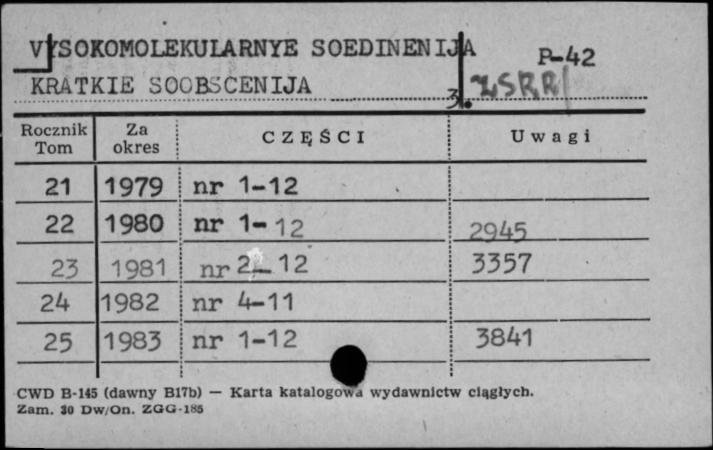 VYSOKOMOLEKULARNYE SOEDINENIJA P-42
KRATKIE SOOBSCENIJA 3. ZSRR
Rocznik Tom Za okres CZĘŚCI Uwagi
21 1979 nr 1-12
22 1980 nr 1-12 2945
23 1981 nr 2-12 3357
24 1982 nr 4-11
25 1983 nr 1-12 3841
CWD B-145 (dawny B17b) — Karta katalogowa wydawnictw ciągłych.
Zam. 30 Dw/On. ZGG-185